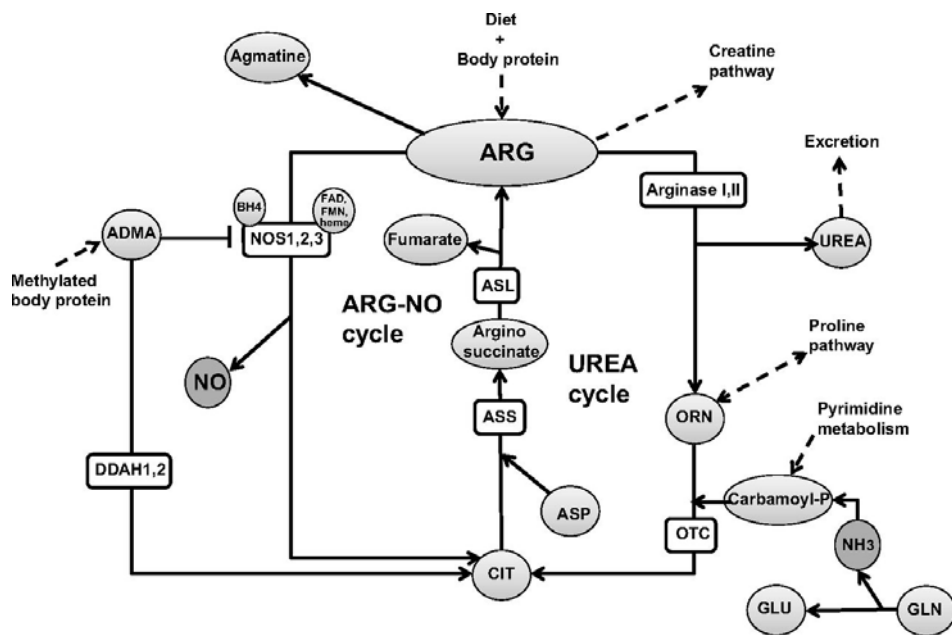 Diet
+
Body protein
Creatine
pathway
Agmatine
ARG
Excretion
Arginase I,II
BH4
FAD,
FMN,
heme
ADMA
NOS1,2,3
Fumarate
UREA
Methylated
body protein
ASL
ARG-NO
cycle
Argino
succinate
UREA
cycle
Proline
pathway
NO
ORN
ASS
Pyrimidine
metabolism
DDAH1,2
ASP
Carbamoyl-P
OTC
NH3
CIT
GLU
GLN